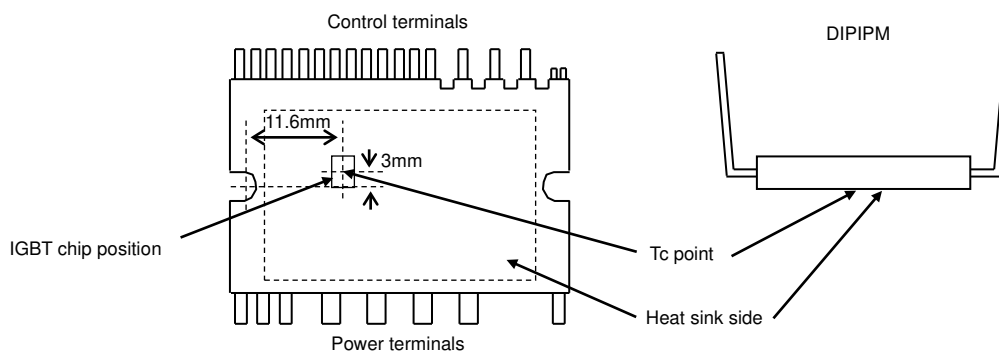 Control terminals
DIPIPM
11.6mm
3mm
IGBT chip position
Tc point
Heat sink side
Power terminals